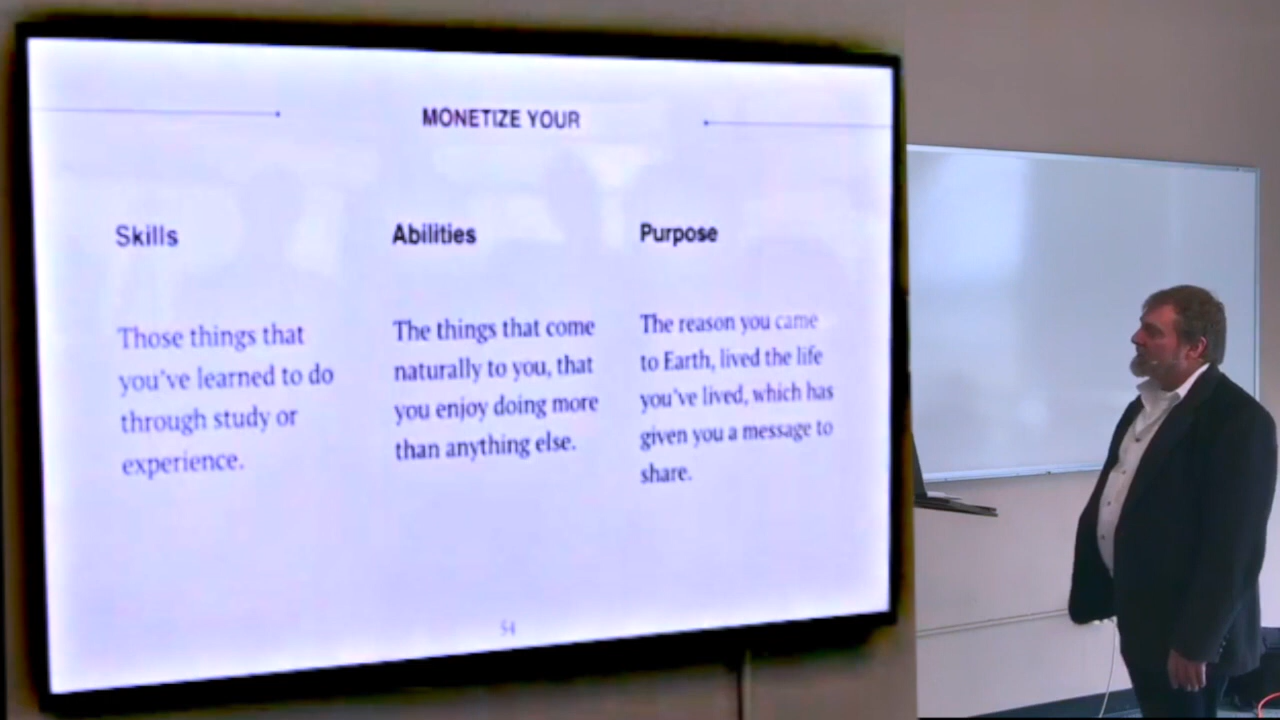 MONETIZE YOUR
Skills
Those things that
you've learned to do
through study or
experience.
Abilities
The things that come
naturally to you, that
you enjoy doing more
than anything else.
Purpose
The reason you came
to Earth, lived the life
you've lived, which has
given you a message to
share.
54